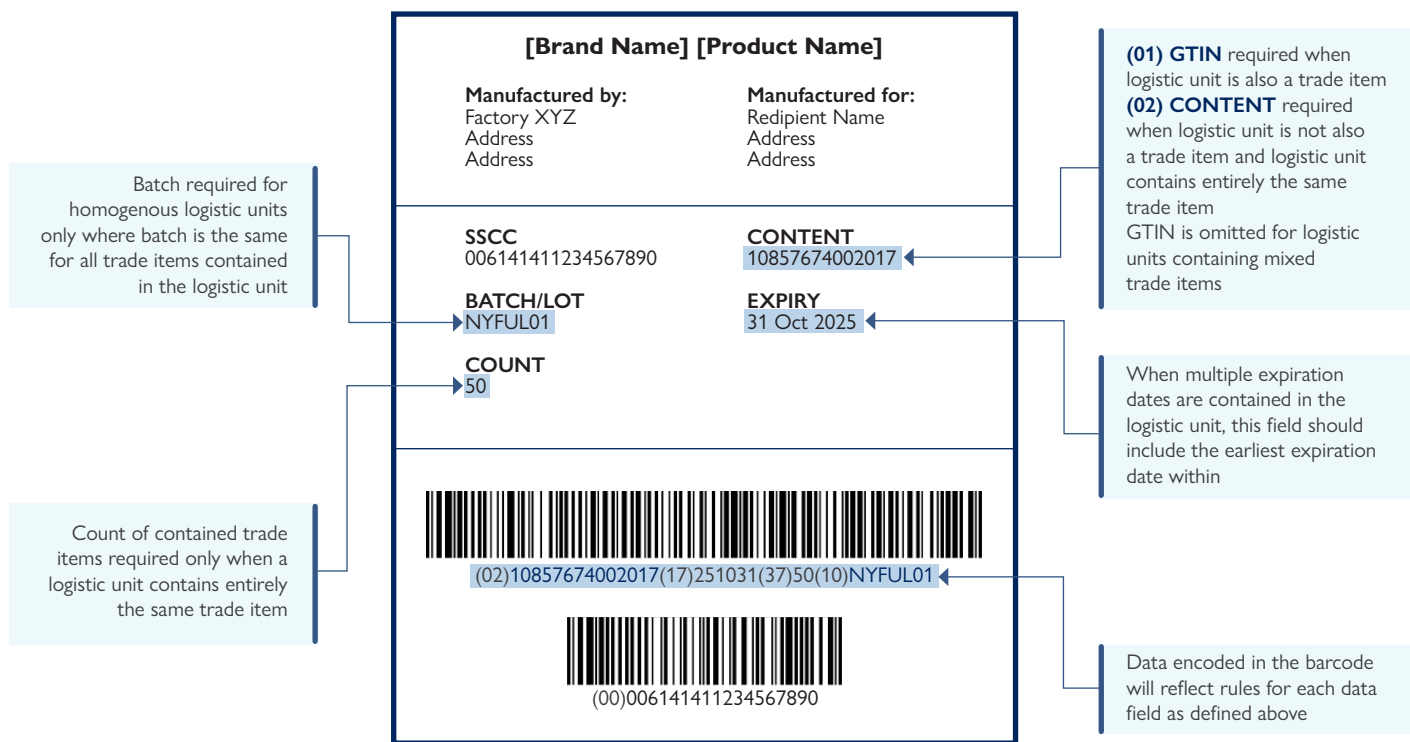 [Brand Name] [Product Name]
Manufactured by:
Factory XYZ
Address
Address
Manufactured for:
Redipient Name
Address
Address
SSCC
006141411234567890
CONTENT
10857674002017
BATCH/LOT
NYFUL01
EXPIRY
31 Oct 2025
COUNT
50
(02)10857674002017(17)251031(37)50(10)NYFUL01
(00)006141411234567890
Batch required for
homogenous logistic units
only where batch is the same
for all trade items contained
in the logistic unit
Count of contained trade
items required only when a
logistic unit contains entirely
the same trade item
(01) GTIN required when
logistic unit is also a trade item
(02) CONTENT required
when logistic unit is not also
a trade item and logistic unit
contains entirely the same
trade item
GTIN is omitted for logistic
units containing mixed
trade items
When multiple expiration
dates are contained in the
logistic unit, this field should
include the earliest expiration
date within
Data encoded in the barcode
will reflect rules for each data
field as defined above